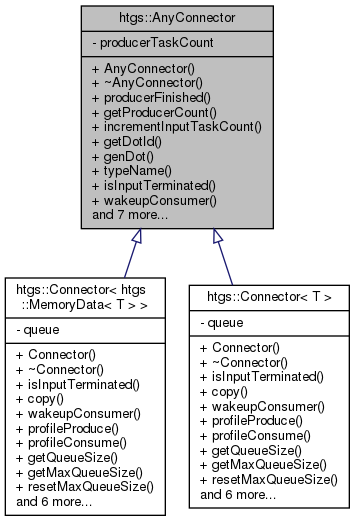 htgs::AnyConnector
- producerTaskCount
+ AnyConnector()
+ ~AnyConnector()
+ producerFinished()
+ getProducerCount()
+ incrementInputTaskCount()
+ getDotId()
+ genDot()
+ typeName()
+ isInputTerminated()
+ wakeupConsumer()
and 7 more...
htgs::Connector< htgs
::MemoryData< T > >
- queue
+ Connector()
+ ~Connector()
+ isInputTerminated()
+ copy()
+ wakeupConsumer()
+ profileProduce()
+ profileConsume()
+ getQueueSize()
+ getMaxQueueSize()
+ resetMaxQueueSize()
and 6 more...
htgs::Connector< T >
- queue
+ Connector()
+ ~Connector()
+ isInputTerminated()
+ copy()
+ wakeupConsumer()
+ profileProduce()
+ profileConsume()
+ getQueueSize()
+ getMaxQueueSize()
+ resetMaxQueueSize()
and 6 more...